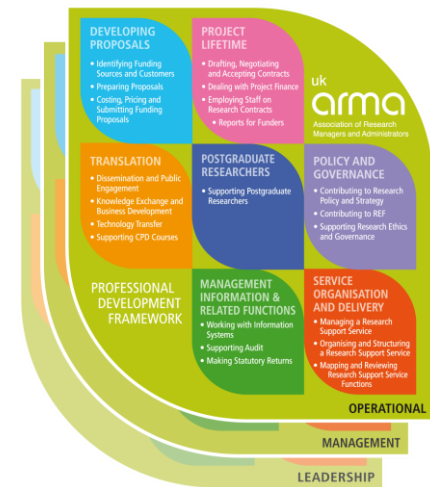 DEVELOPING
PROPOSALS
• Identifying Funding
Sources and Customers
• Preparing Proposals
• Costing, Pricing and
Submitting Funding
Proposals
PROJECT
LIFETIME
• Drafting, Negotiating
and Accepting Contracts
• Dealing with Project Finance
• Employing Staff on
Research Contracts
• Reports for Funders
uk
arma
Association of Research
Managers and Administrators
TRANSLATION
• Dissemination and Public
Engagement
• Knowledge Exchange and
Business Development
• Technology Transfer
• Supporting CPD Courses
POSTGRADUATE
RESEARCHERS
• Supporting Postgraduate
Researchers
POLICY AND
GOVERNANCE
• Contributing to Research
Policy and Strategy
• Contributing to REF
• Supporting Research Ethics
and Governance
PROFESSIONAL
DEVELOPMENT
FRAMEWORK
MANAGEMENT
INFORMATION &
RELATED FUNCTIONS
• Working with Information
Systems
• Supporting Audit
• Making Statutory Returns
SERVICE
ORGANISATION
AND DELIVERY
• Managing a Research
Support Service
• Organising and Structuring
a Research Support Service
• Mapping and Reviewing
Research Support Service
Functions
OPERATIONAL
MANAGEMENT
LEADERSHIP